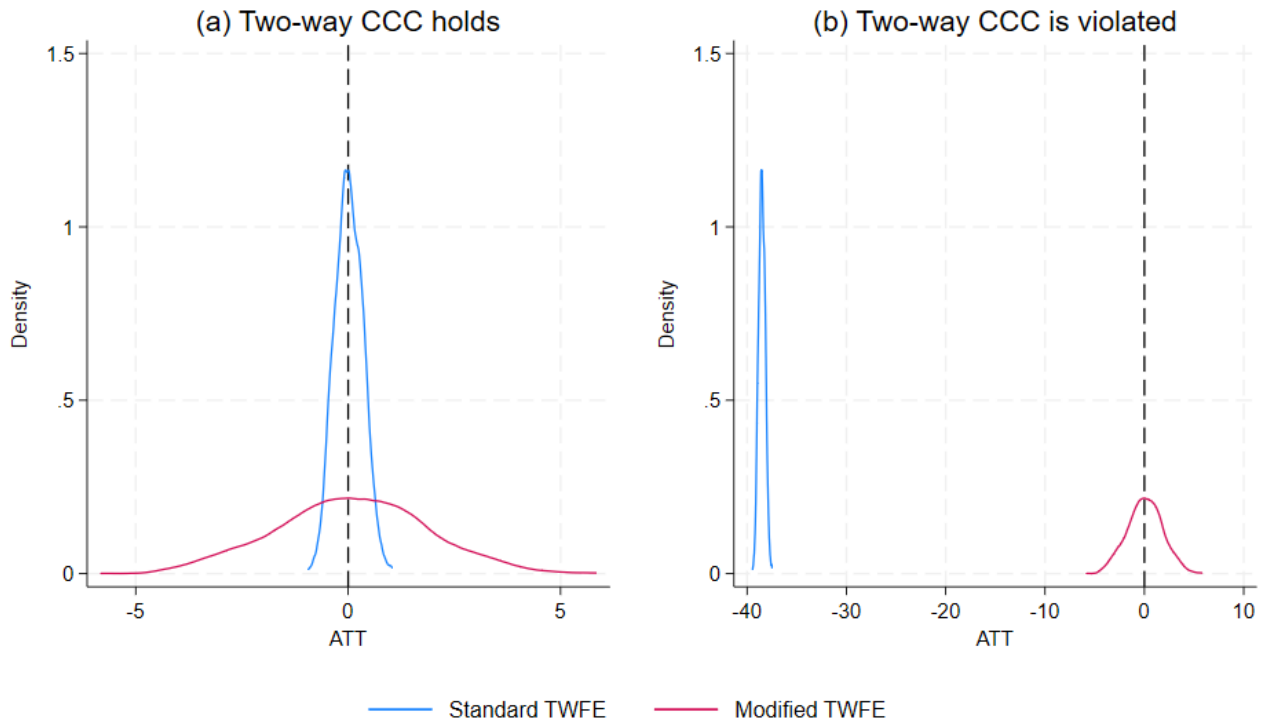 (a) Two-way CCC holds
1.5
1
.5
0
Density
-5
0
5
ATT
(b) Two-way CCC is violated
1.5
1
.5
0
Density
-40
-30
-20
-10
0
10
ATT
Standard TWFE
Modified TWFE